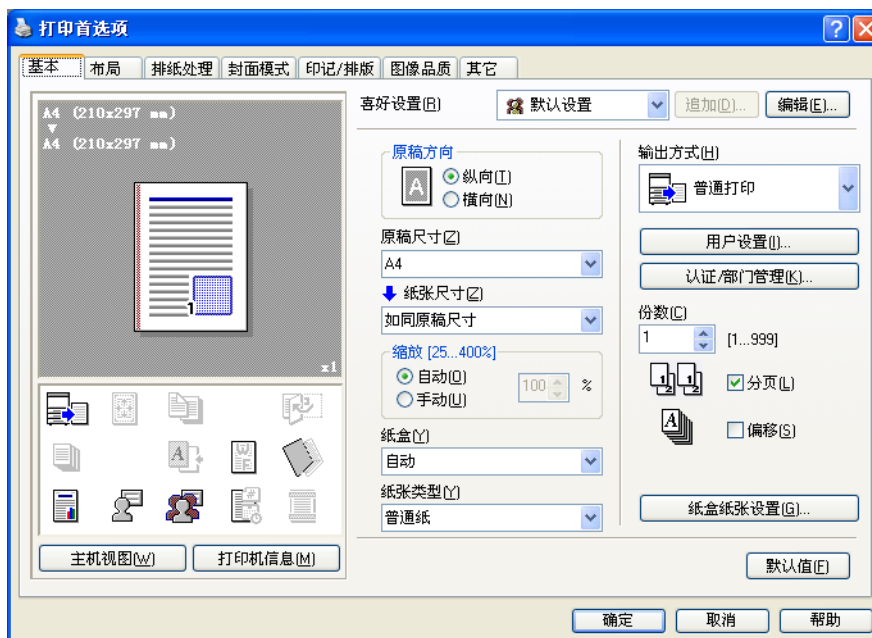 打印首选项
基本 布局 排纸处理 封面模式 印记/排版 图像品质 其它
A4 (210x297 mm)
A4 (210x297 mm)
1
x1
主机视图(W) 打印机信息(M)
喜好设置(R) 默认设置 追加(D)... 编辑(E)...
原稿方向
A
纵向(T)
横向(N)
原稿尺寸(Z)
A4
纸张尺寸(Z)
如同原稿尺寸
缩放 [25...400%]
自动(O)
手动(U)
100 %
纸盒(Y)
自动
纸张类型(Y)
普通纸
输出方式(H)
普通打印
用户设置(I)...
认证/部门管理(K)...
份数(C)
1 [1...999]
分页(L)
偏移(S)
纸盒纸张设置(G)...
默认值(F)
确定 取消 帮助